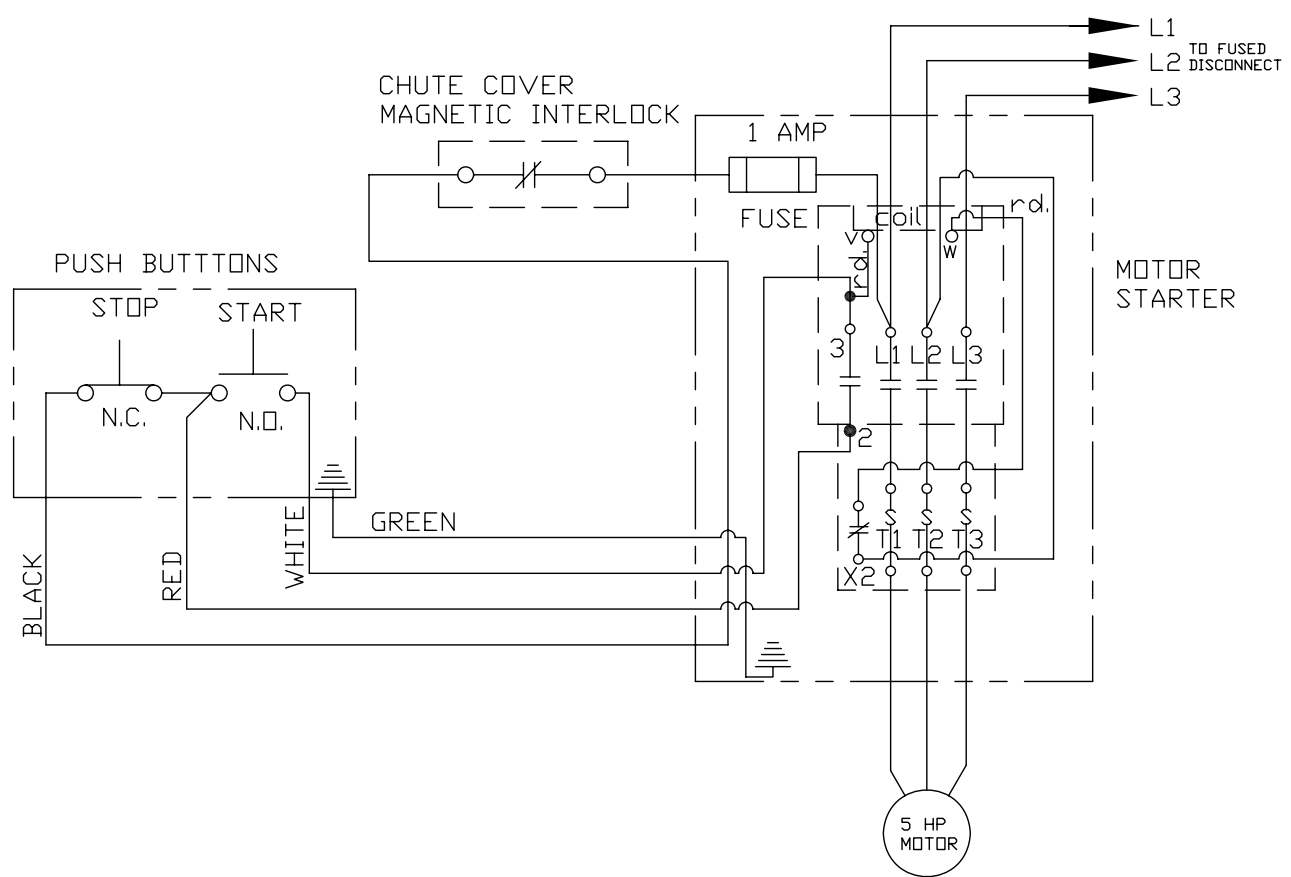 L1
TO FUSED
L2 DISCONNECT
L3
CHUTE COVER
MAGNETIC INTERLOCK
1 AMP
FUSE
coil
rd.
V
W
rd.
MOTOR
STARTER
PUSH BUTTTONS
STOP
START
N.C.
N.O.
3
L1 L2 L3
2
GREEN
S S S
T1 T2 T3
X2
BLACK
RED
WHITE
5 HP
MOTOR